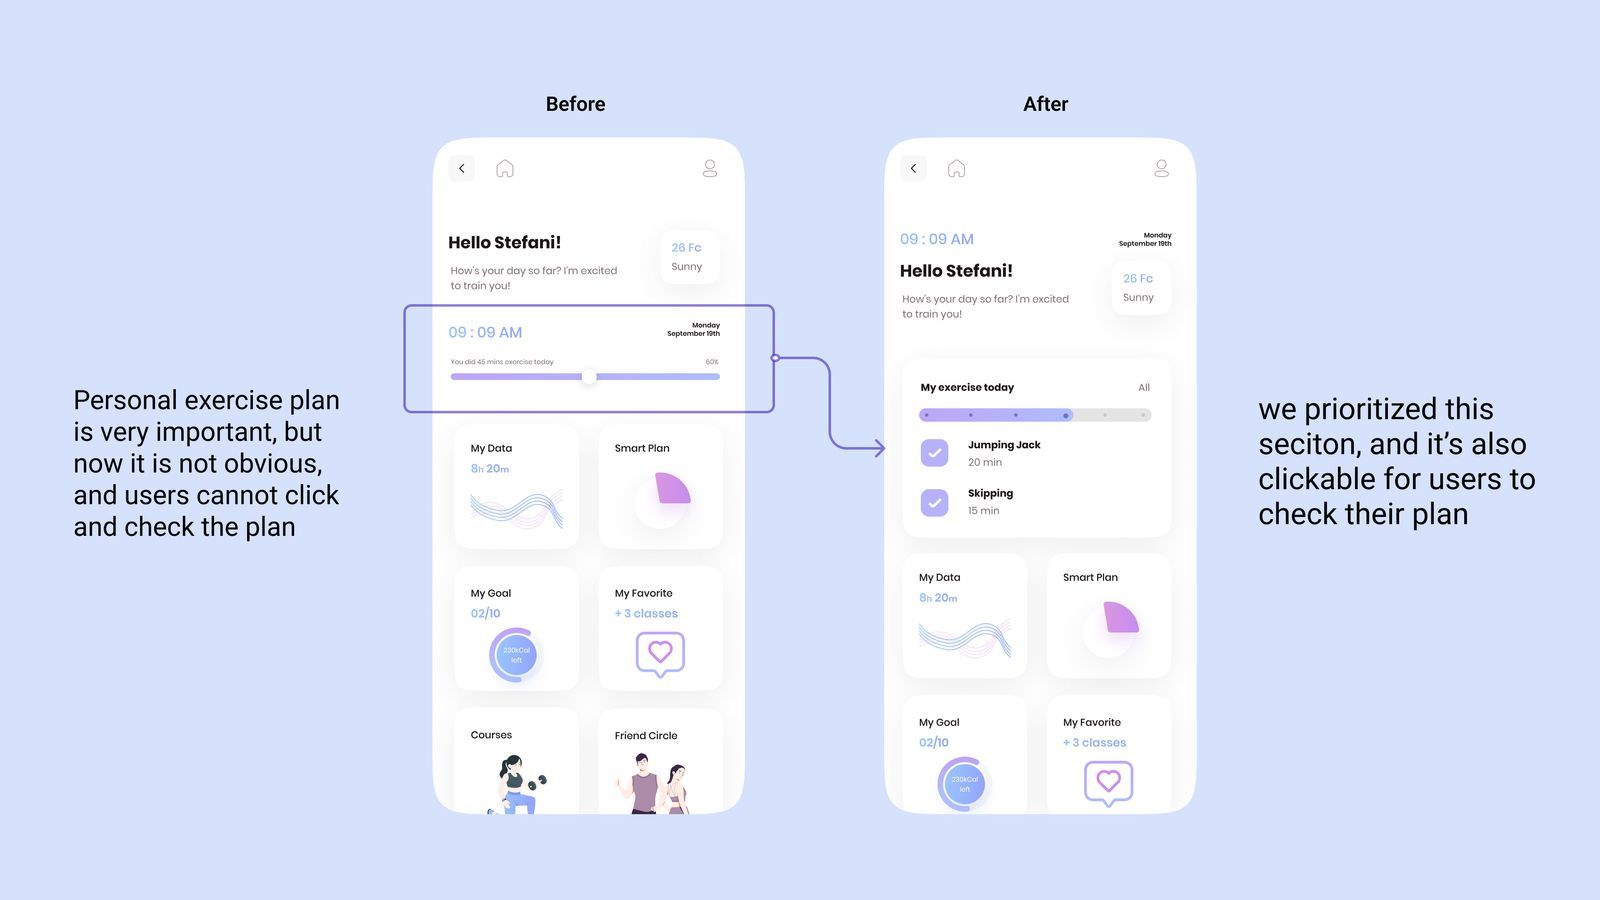 Before
After
Hello Stefani!
26 Fc
How's your day so far? I'm excited
Sunny
to train you!
09 : 09 AM
Monday
September 19th
You did 45 mins exercise today
60%
My Data
8h 20m
Smart Plan
My Goal
02/10
230kCal
left
My Favorite
+ 3 classes
Courses
Friend Circle
Personal exercise plan
is very important, but
now it is not obvious,
and users cannot click
and check the plan
09 : 09 AM
Monday
September 19th
Hello Stefani!
26 Fc
How's your day so far? I'm excited
Sunny
to train you!
My exercise today
All
Jumping Jack
20 min
Skipping
15 min
My Data
8h 20m
Smart Plan
My Goal
02/10
230kCal
left
My Favorite
+ 3 classes
we prioritized this
seciton, and it’s also
clickable for users to
check their plan